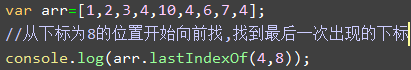 var arr=[1,2,3,4,10,4,6,7,4];
//从下标为8的位置开始向前找,找到最后一次出现的下标
console.log(arr.lastIndexOf(4,8));